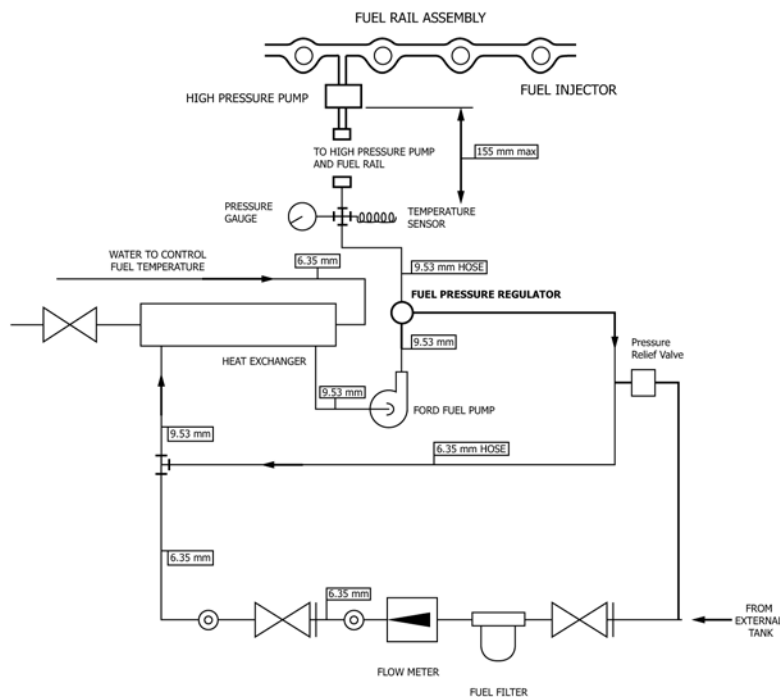 FUEL RAIL ASSEMBLY
HIGH PRESSURE PUMP
FUEL INJECTOR
TO HIGH PRESSURE PUMP
AND FUEL RAIL
155 mm max
PRESSURE
GAUGE
TEMPERATURE
SENSOR
WATER TO CONTROL
FUEL TEMPERATURE
6.35 mm
9.53 mm HOSE
FUEL PRESSURE REGULATOR
9.53 mm
Pressure
Relief Valve
HEAT EXCHANGER
9.53 mm
FORD FUEL PUMP
9.53 mm
6.35 mm HOSE
6.35 mm
6.35 mm
FROM
EXTERNAL
TANK
FLOW METER
FUEL FILTER